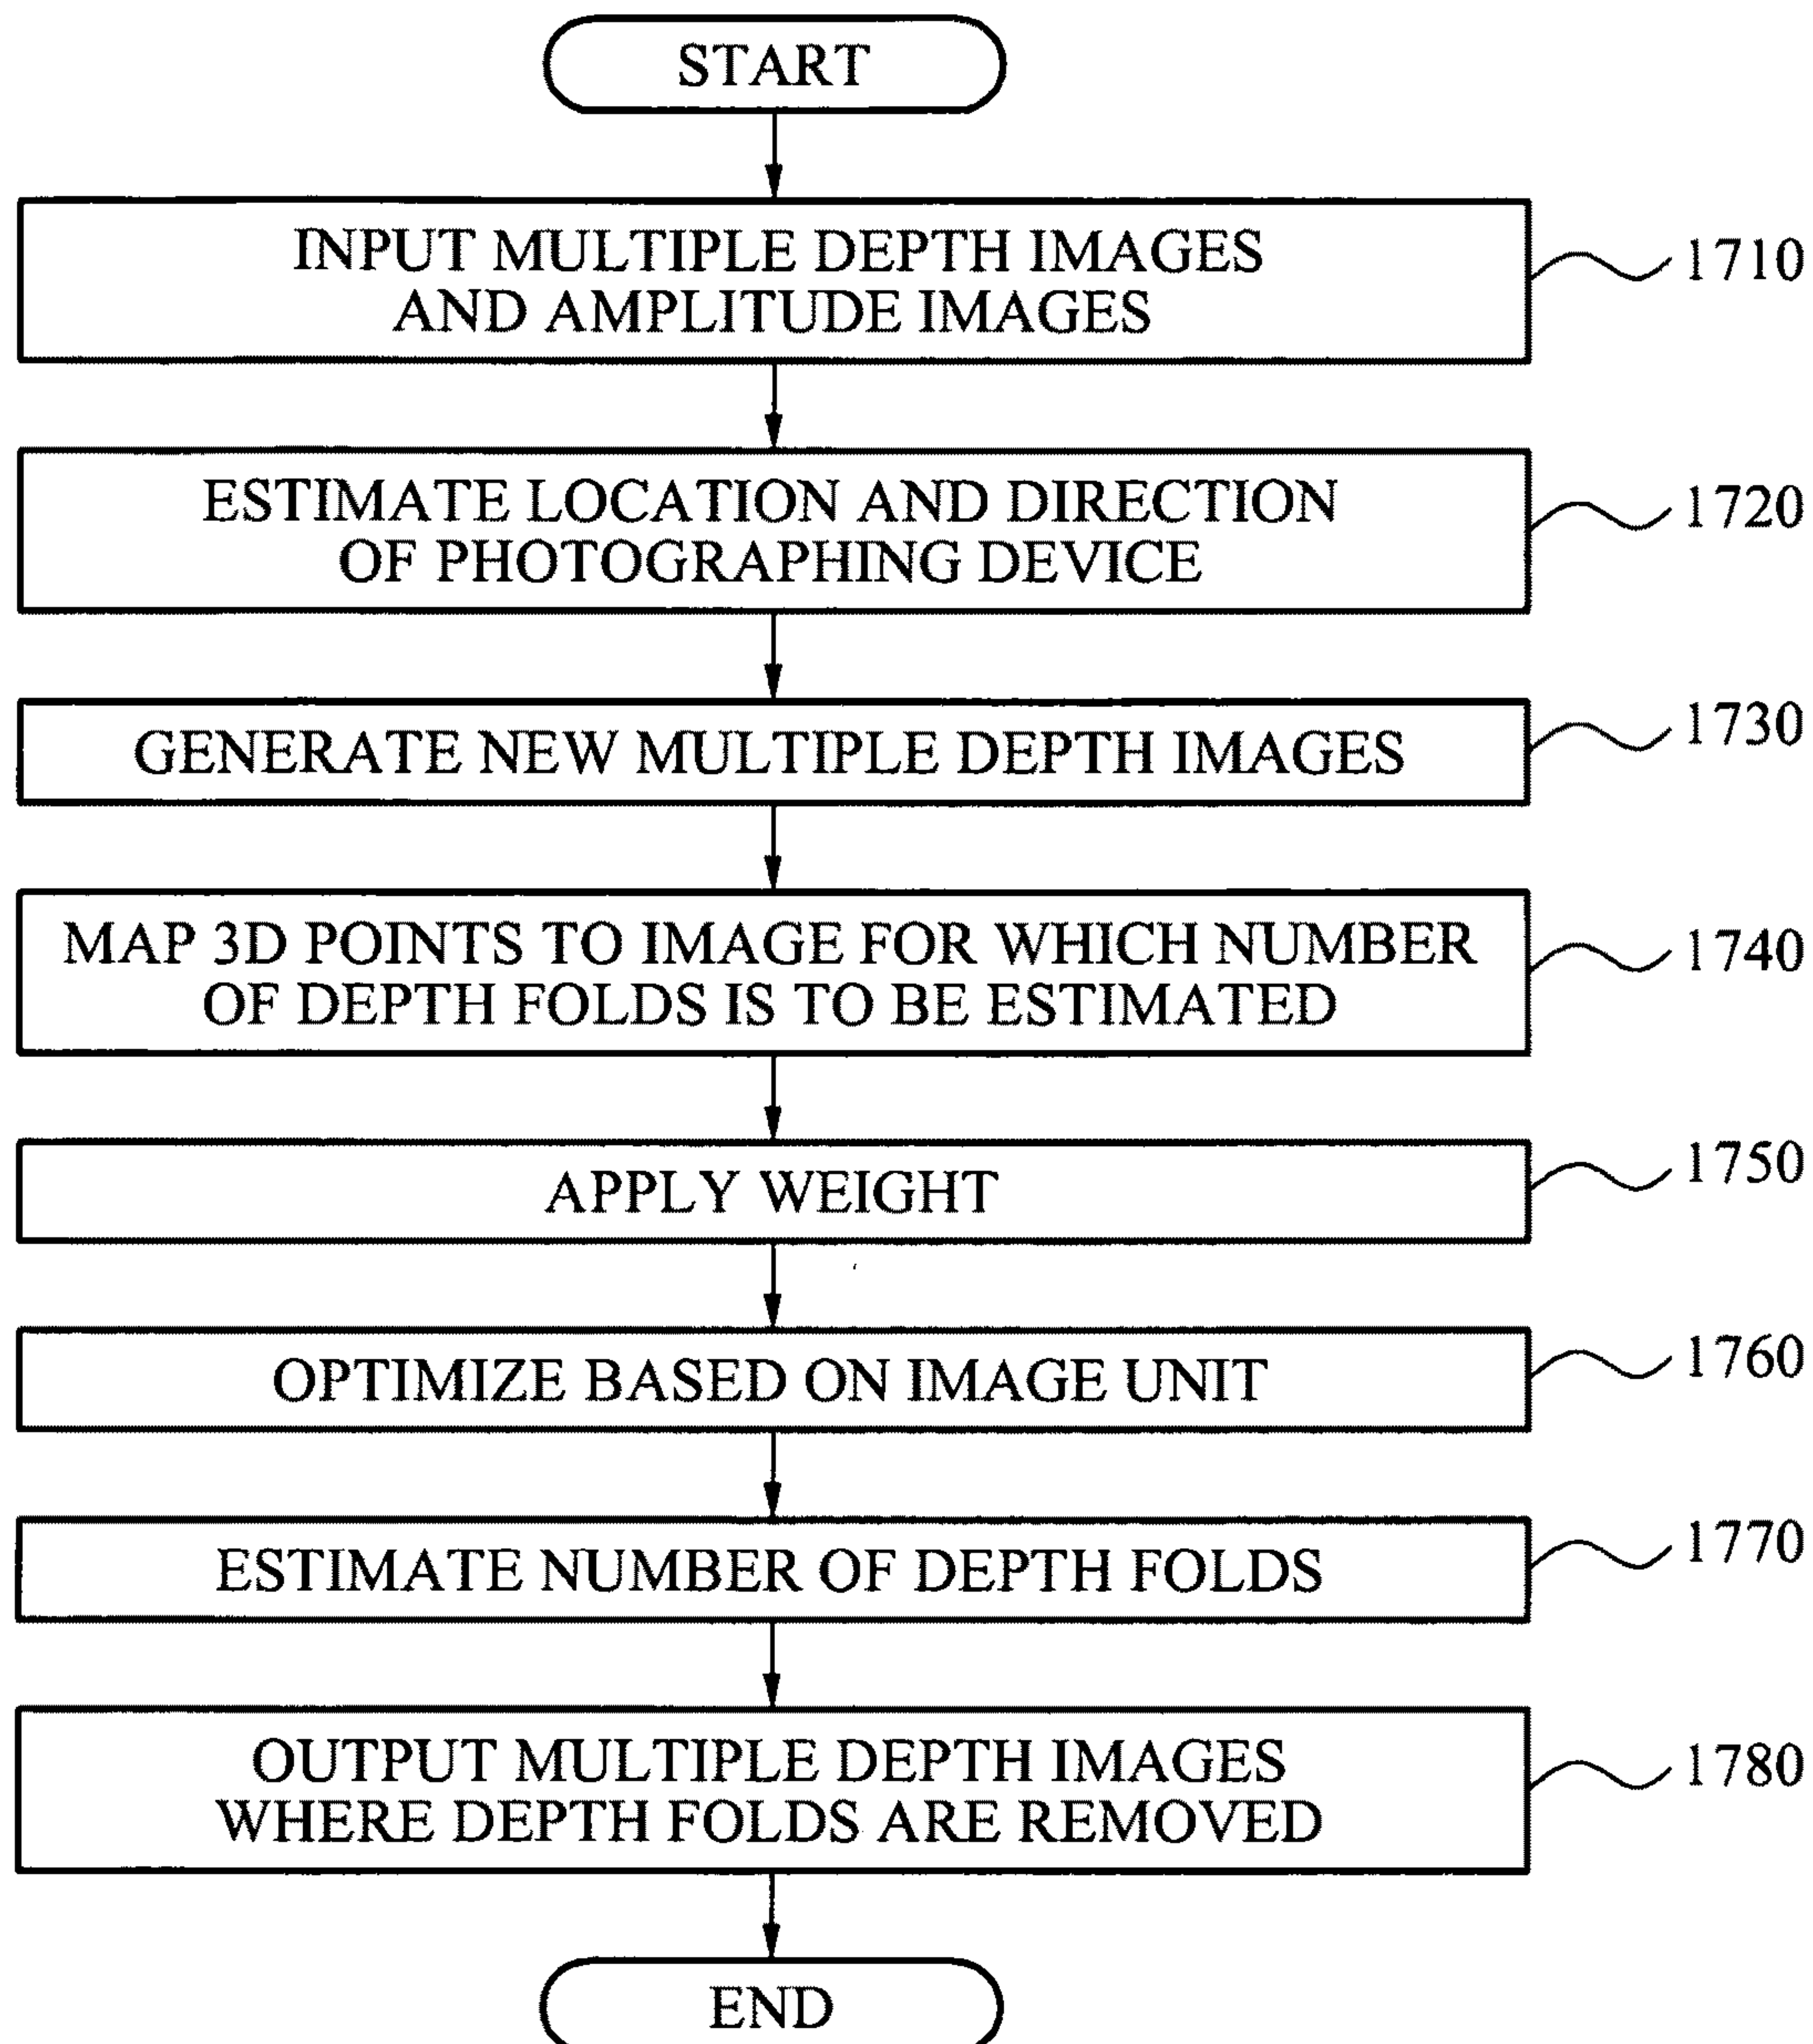 START
INPUT MULTIPLE DEPTH IMAGES
AND AMPLITUDE IMAGES
1710
ESTIMATE LOCATION AND DIRECTION
OF PHOTOGRAPHING DEVICE
1720
GENERATE NEW MULTIPLE DEPTH IMAGES
1730
MAP 3D POINTS TO IMAGE FOR WHICH NUMBER
OF DEPTH FOLDS IS TO BE ESTIMATED
1740
APPLY WEIGHT
1750
OPTIMIZE BASED ON IMAGE UNIT
1760
ESTIMATE NUMBER OF DEPTH FOLDS
1770
OUTPUT MULTIPLE DEPTH IMAGES
WHERE DEPTH FOLDS ARE REMOVED
1780
END